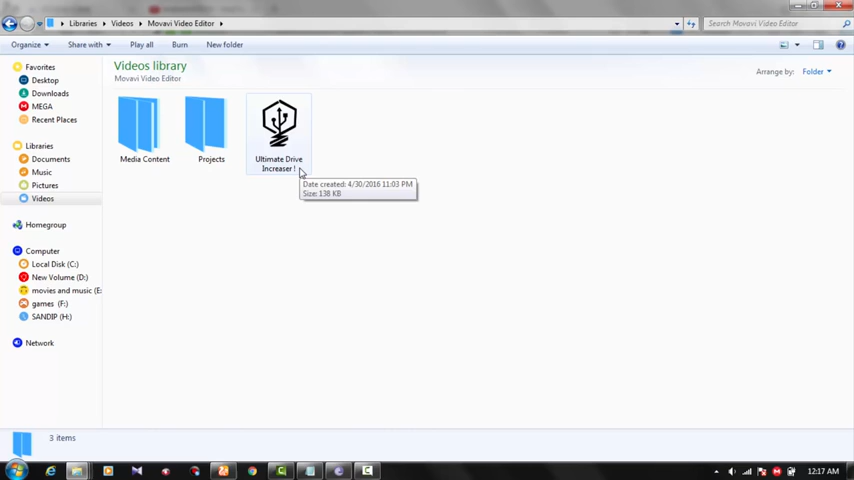 Libraries ▸ Videos ▸ Movavi Video Editor ▸
Search Movavi Video Editor
Organize Share with Play all Burn New folder
Favorites
Desktop
Downloads
MEGA
Recent Places
Libraries
Documents
Music
Pictures
Videos
Homegroup
Computer
Local Disk (C:)
New Volume (D:)
movies and music (E:
games (F:)
SANDIP (H:)
Network
Videos library
Movavi Video Editor
Arrange by: Folder
Media Content
Projects
Ultimate Drive
Increaser !
Date created: 4/30/2016 11:03 PM
Size: 138 KB
3 items
12:17 AM